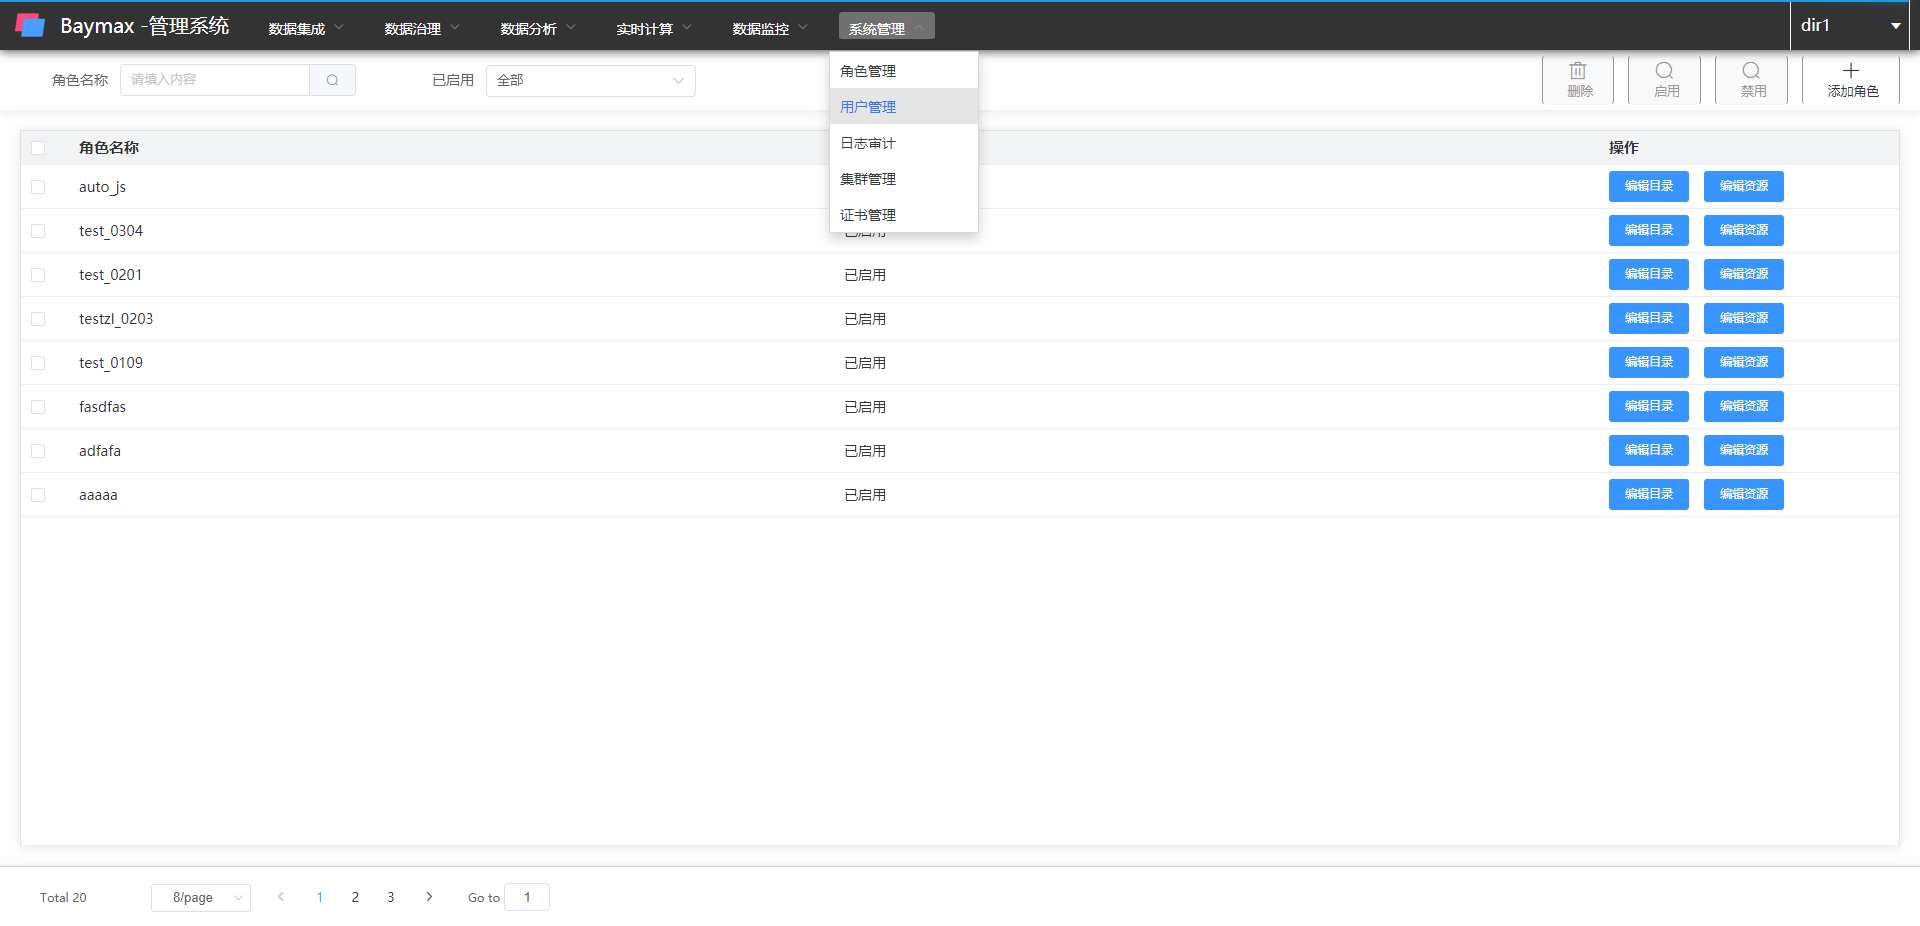 Baymax -管理系统 数据集成 数据治理 数据分析 实时计算 数据监控 系统管理 dir1
角色名称 请填入内容 已启用 全部 删除 启用 禁用 添加角色
角色管理
用户管理
日志审计
集群管理
证书管理
角色名称 操作
auto_js 编辑目录 编辑资源
test_0304 已启用 编辑目录 编辑资源
test_0201 已启用 编辑目录 编辑资源
testzl_0203 已启用 编辑目录 编辑资源
test_0109 已启用 编辑目录 编辑资源
fasdfas 已启用 编辑目录 编辑资源
adfafa 已启用 编辑目录 编辑资源
aaaaa 已启用 编辑目录 编辑资源
Total 20 8/page 1 2 3 Go to 1